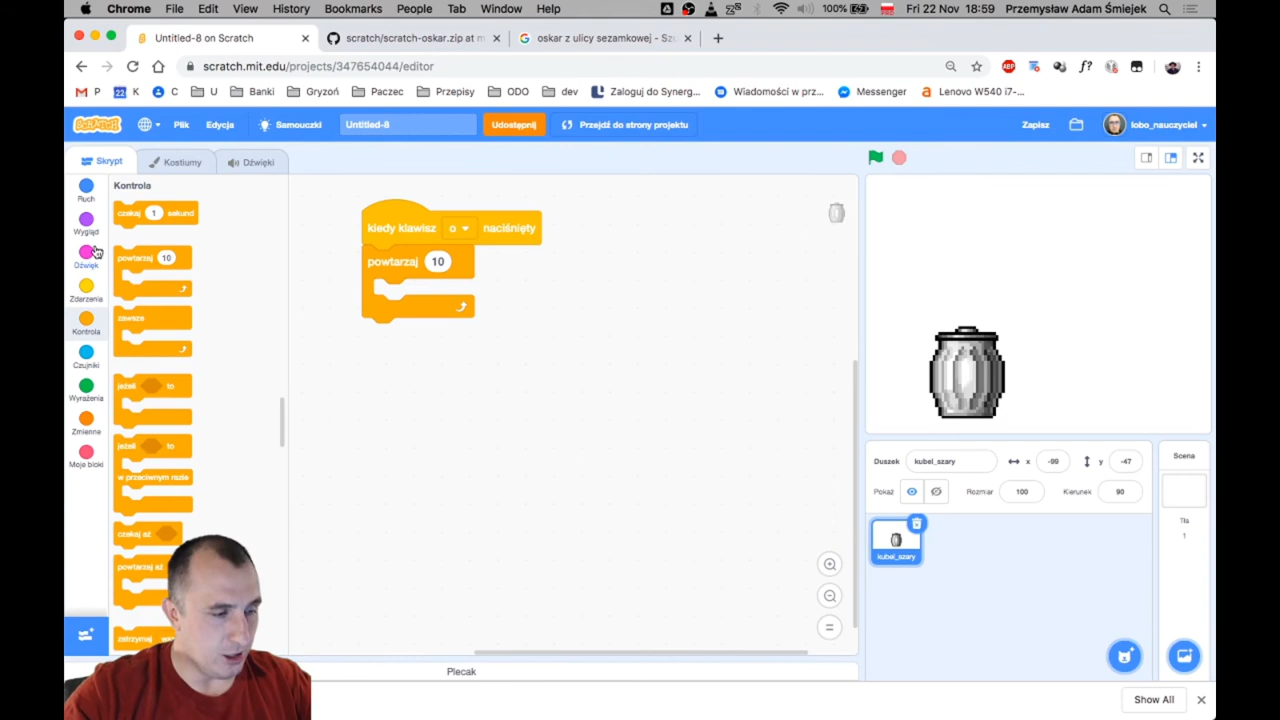 Chrome File Edit View History Bookmarks People Tab Window Help 100% Fri 22 Nov 18:59 Przemysław Adam Śmiejek
Untitled-8 on Scratch scratch/scratch-oskar.zip at m oskar z ulicy sezamkowej - Szu
scratch.mit.edu/projects/347654044/editor
P 22 K C U Banki Gryzoń Paczec Przepisy ODO dev Zaloguj do Synerg... Wiadomości w prz... Messenger Lenovo W540 i7-...
SCRATCH Plik Edycja Samouczki Untitled-8 Udostępnij Przejdź do strony projektu Zapisz lobo_nauczyciel
Skrypt Kostiumy Dźwięki
Ruch
Wygląd
Dźwięk
Zdarzenia
Kontrola
Czujniki
Wyrażenia
Zmienne
Moje bloki
Kontrola
czekaj 1 sekund
powtarzaj 10
zawsze
jeżeli to
jeżeli to
w przeciwnym razie
czekaj aż
powtarzaj aż
zatrzymaj
kiedy klawisz o naciśnięty
powtarzaj 10
Duszek kubel_szary x -99 y -47
Pokaż Rozmiar 100 Kierunek 90
kubel_szary
Scena
Tła
1
Plecak
Show All